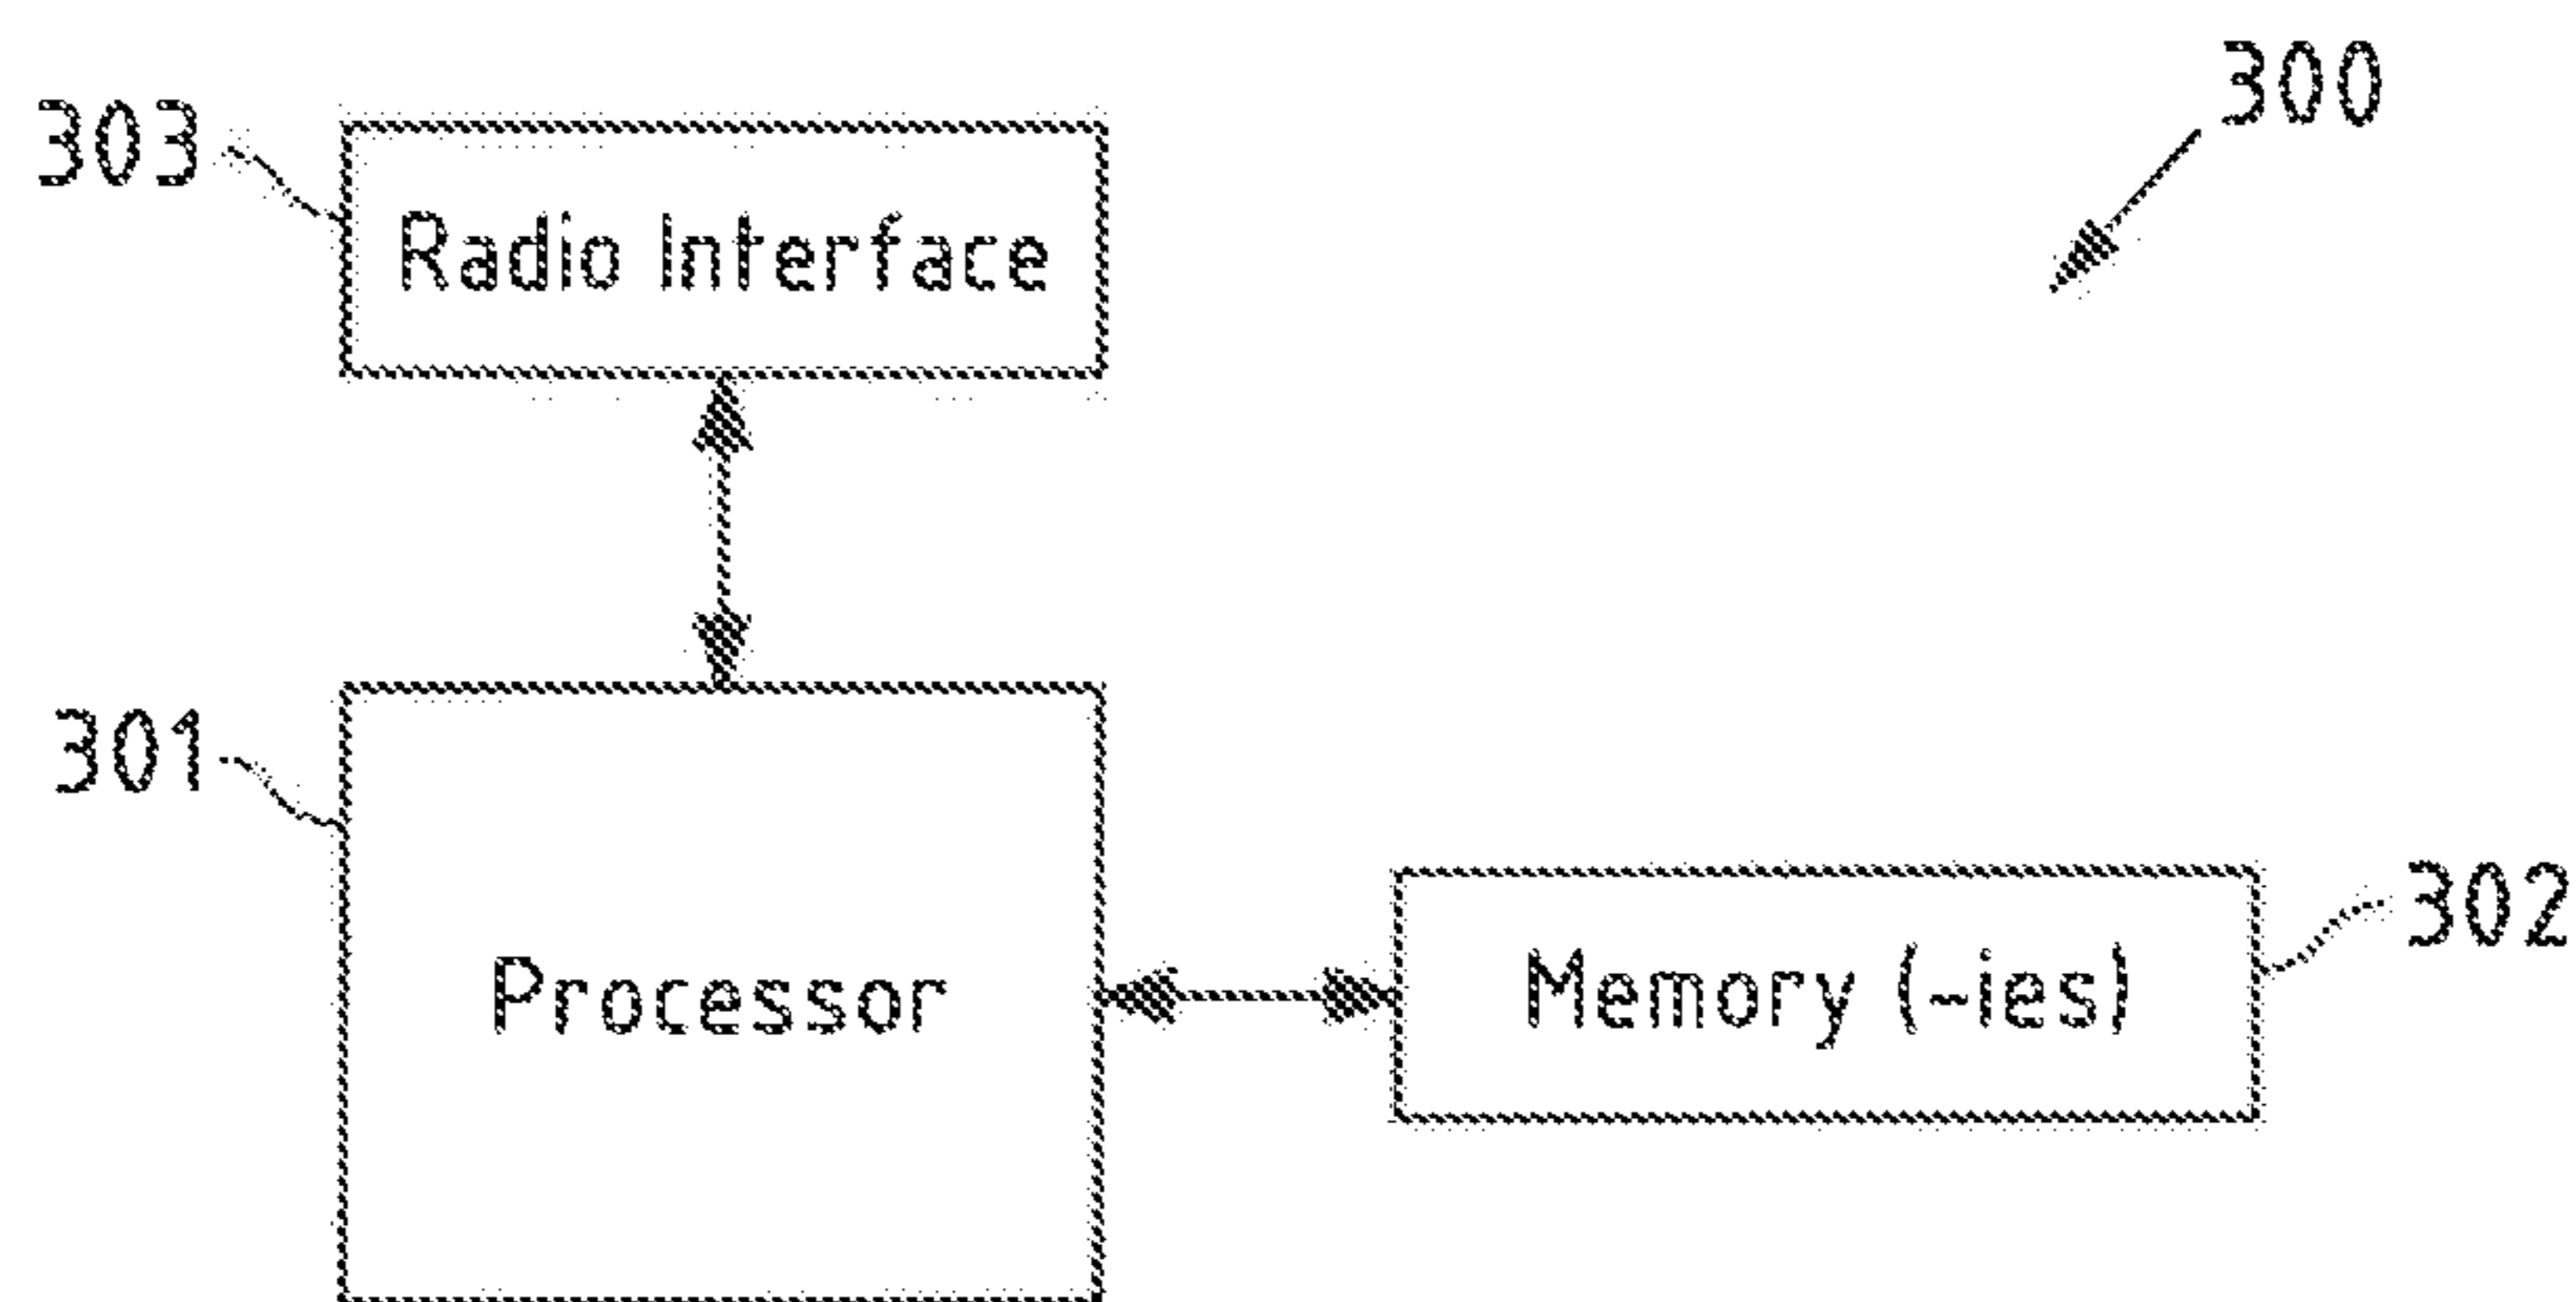 300
303
Radio Interface
301
Processor
302
Memory (-ies)